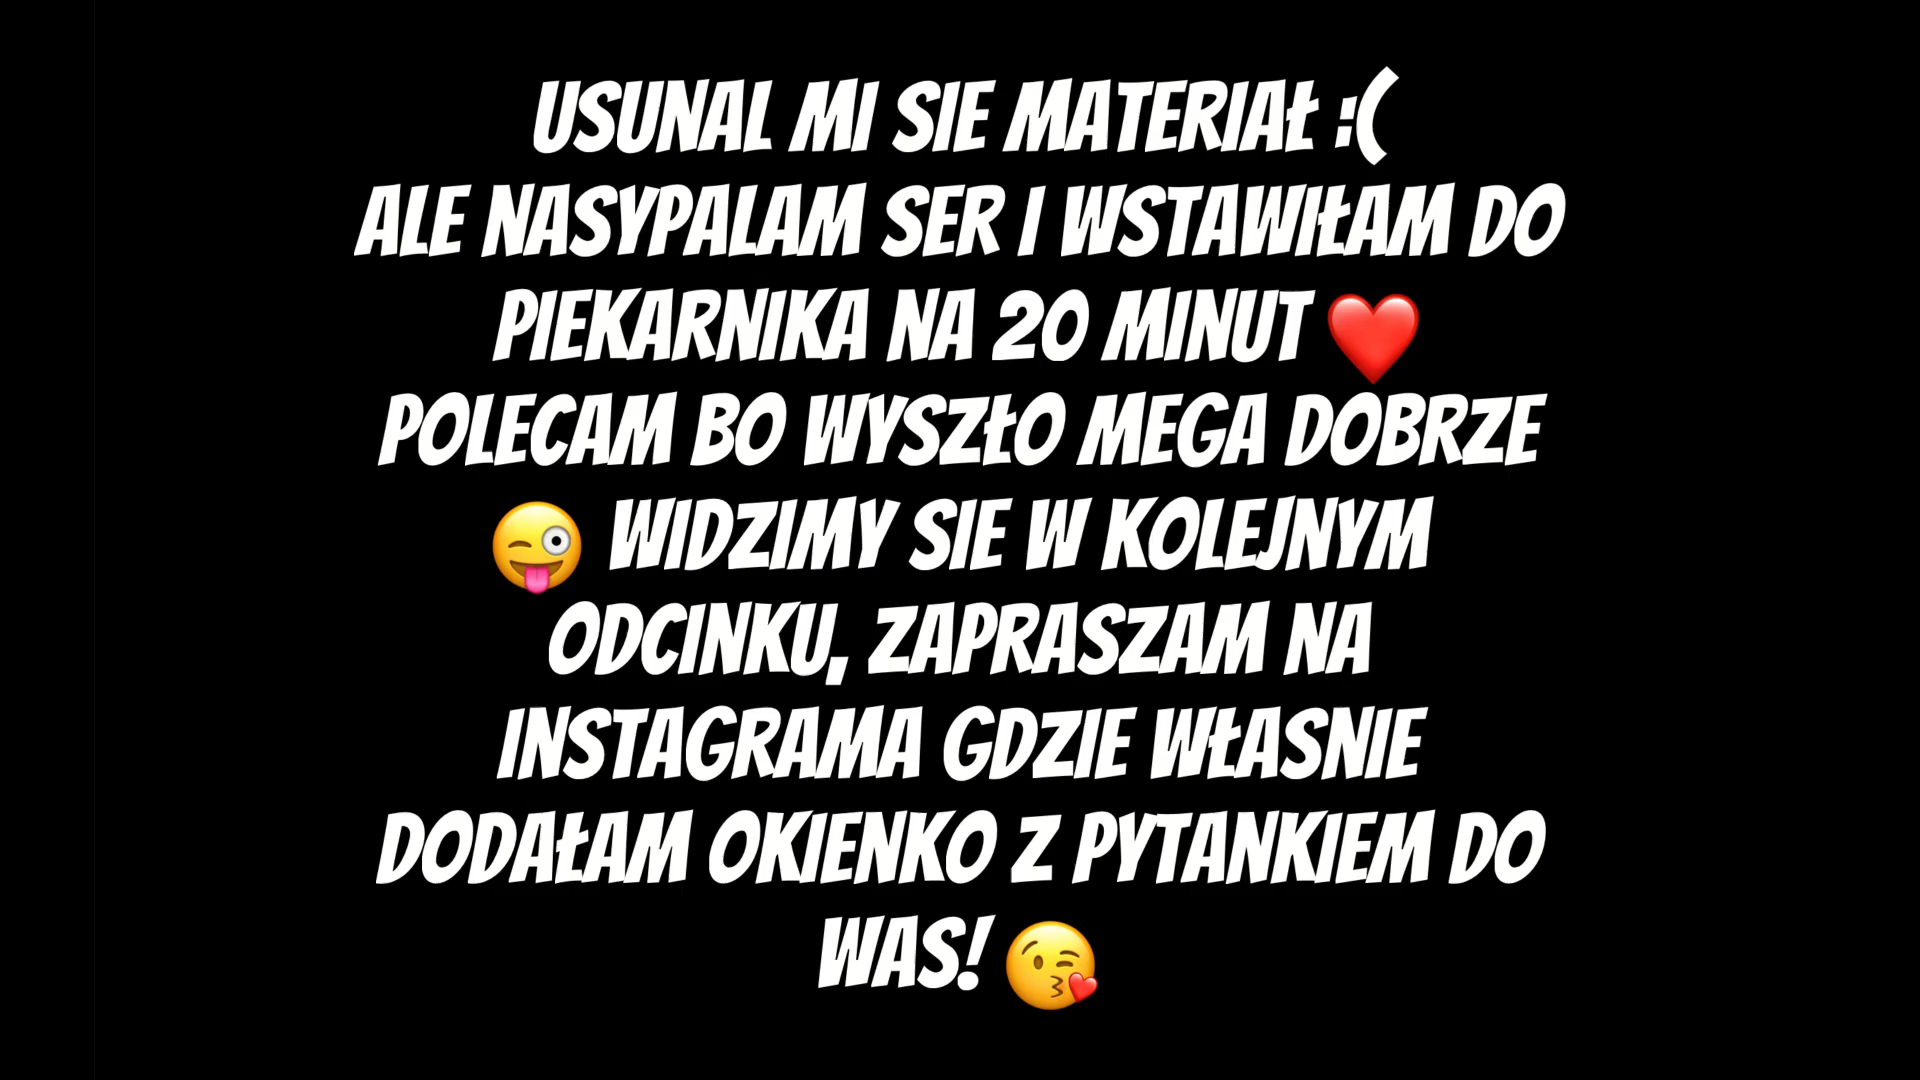 USUNAL MI SIE MATERIAŁ :(
ALE NASYPALAM SER I WSTAWIŁAM DO
PIEKARNIKA NA 20 MINUT ❤️
POLECAM BO WYSZŁO MEGA DOBRZE
😜 WIDZIMY SIE W KOLEJNYM
ODCINKU, ZAPRASZAM NA
INSTAGRAMA GDZIE WŁASNIE
DODAŁAM OKIENKO Z PYTANKIEM DO
WAS! 😘